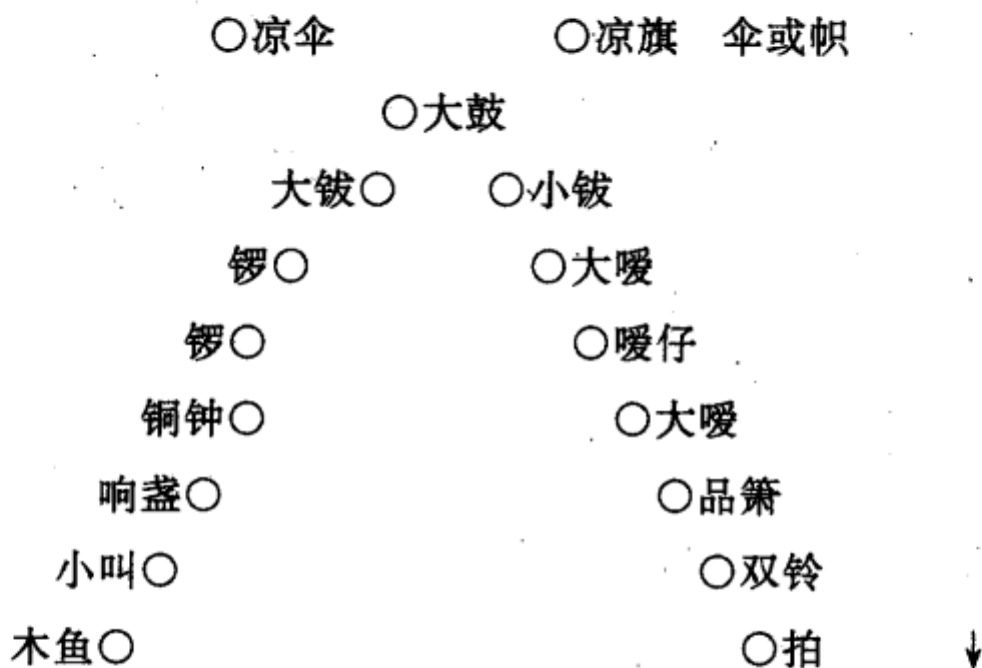 ○凉伞 ○凉旗 伞或帜
○大鼓
大钹○ ○小钹
锣○ ○大嗳
锣○ ○嗳仔
铜钟○ ○大嗳
响盏○ ○品箫
小叫○ ○双铃
木鱼○ ○拍 ↓